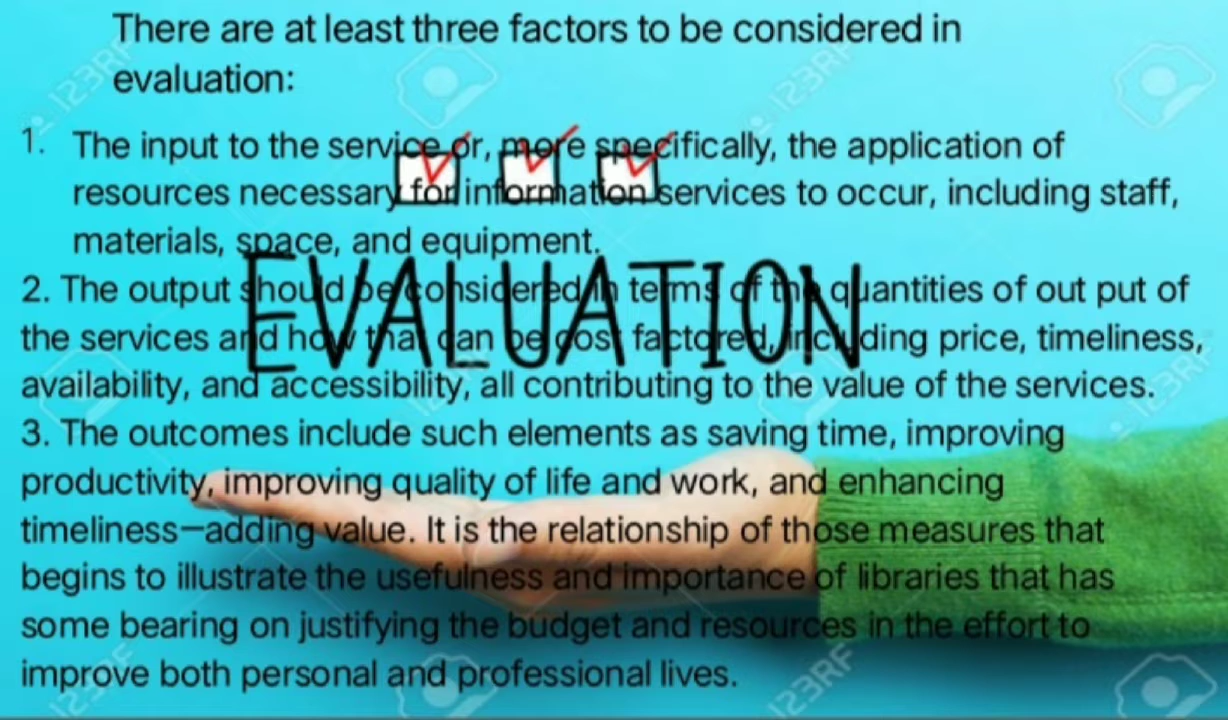 There are at least three factors to be considered in
evaluation:
1. The input to the service or, more specifically, the application of
resources necessary for information services to occur, including staff,
materials, space, and equipment.
EVALUATION
2. The output should be considered in terms of the quantities of out put of
the services and how that can be cost factored, including price, timeliness,
availability, and accessibility, all contributing to the value of the services.
3. The outcomes include such elements as saving time, improving
productivity, improving quality of life and work, and enhancing
timeliness—adding value. It is the relationship of those measures that
begins to illustrate the usefulness and importance of libraries that has
some bearing on justifying the budget and resources in the effort to
improve both personal and professional lives.
123RF
123RF
123RF
123RF
123RF